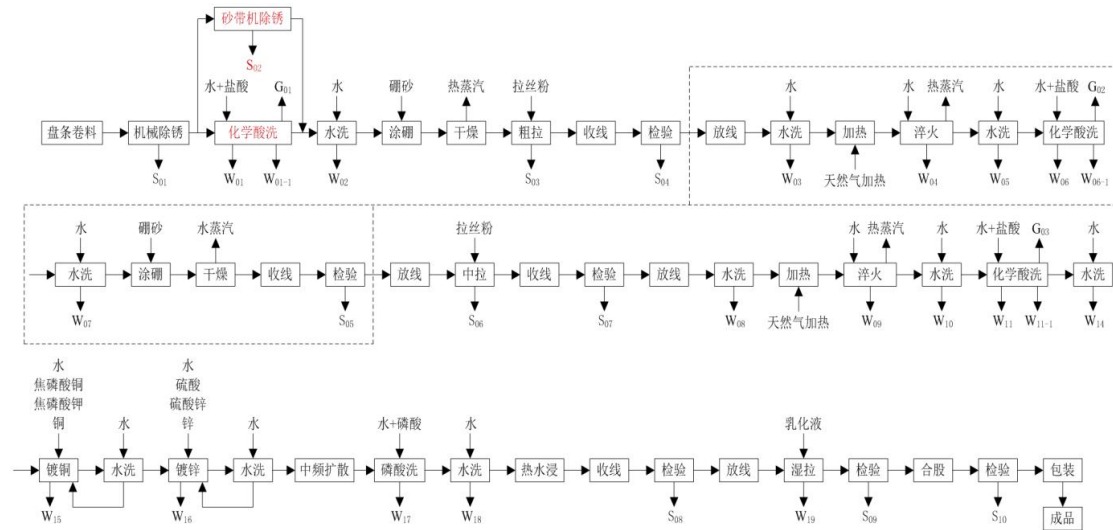 砂带机除锈
S02
水+盐酸 G01 水 硼砂 热蒸汽 拉丝粉 水 水 热蒸汽 水 水+盐酸 G02
盘条卷料 机械除锈 化学酸洗 水洗 涂硼 干燥 粗拉 收线 检验 放线 水洗 加热 淬火 水洗 化学酸洗
S01 W01 W01-1 W02 S03 S04 W03 天然气加热 W04 W05 W06 W06-1
水 硼砂 水蒸汽 拉丝粉 水 热蒸汽 水 水+盐酸 G03 水
水洗 涂硼 干燥 收线 检验 放线 中拉 收线 检验 放线 水洗 加热 淬火 水洗 化学酸洗 水洗
W07 S05 S06 S07 W08 天然气加热 W09 W10 W11 W11-1 W14
水 水
焦磷酸铜 硫酸
焦磷酸钾 硫酸锌
铜 水 锌 水 水+磷酸 水 乳化液
镀铜 水洗 镀锌 水洗 中频扩散 磷酸洗 水洗 热水浸 收线 检验 放线 湿拉 检验 合股 检验 包装
W15 W16 W17 W18 S08 W19 S09 S10 成品